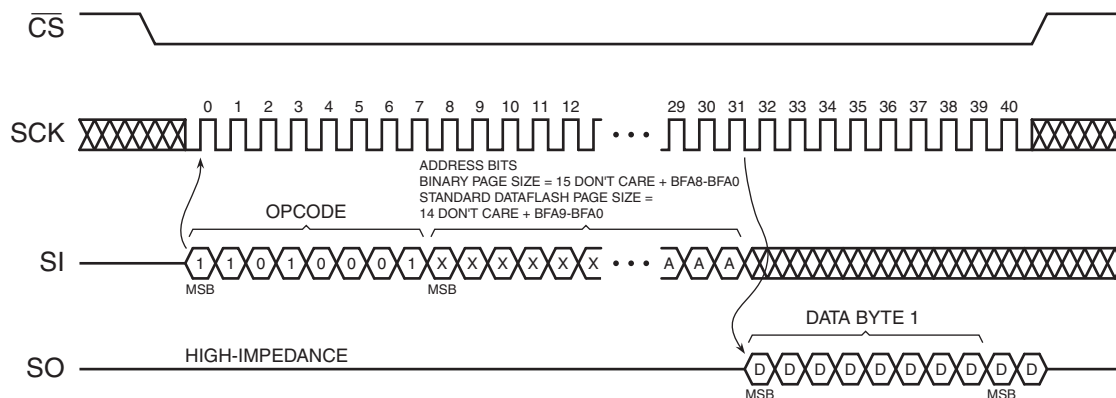 CS
SCK
0 1 2 3 4 5 6 7 8 9 10 11 12 29 30 31 32 33 34 35 36 37 38 39 40
ADDRESS BITS
BINARY PAGE SIZE = 15 DON'T CARE + BFA8-BFA0
STANDARD DATAFLASH PAGE SIZE =
14 DON'T CARE + BFA9-BFA0
OPCODE
SI
1 1 0 1 0 0 0 1 X X X X X X A A A
MSB MSB
DATA BYTE 1
SO
HIGH-IMPEDANCE
D D D D D D D D D D
MSB MSB